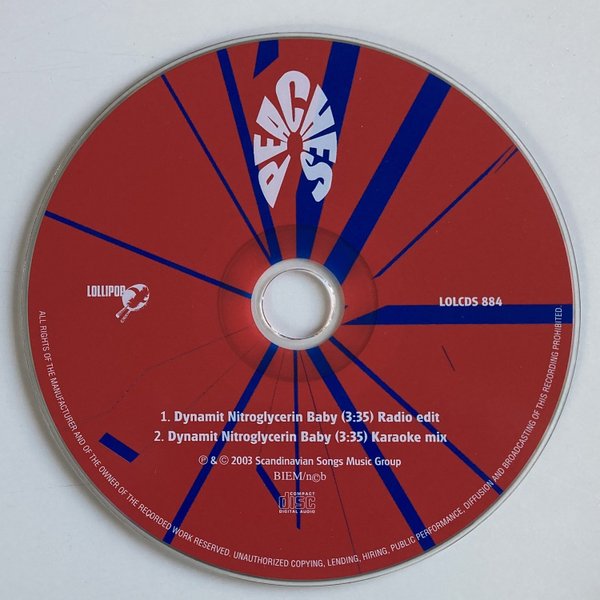 PEACHES
LOLLIPOP
LOLCDS 884
1. Dynamit Nitroglycerin Baby (3:35) Radio edit
2. Dynamit Nitroglycerin Baby (3:35) Karaoke mix
℗ & © 2003 Scandinavian Songs Music Group
BIEM/n©b
COMPACT
disc
DIGITAL AUDIO
ALL RIGHTS OF THE MANUFACTURER AND OF THE OWNER OF THE RECORDED WORK RESERVED. UNAUTHORIZED COPYING, LENDING, HIRING, PUBLIC PERFORMANCE, DIFFUSION AND BROADCASTING OF THIS RECORDING PROHIBITED.